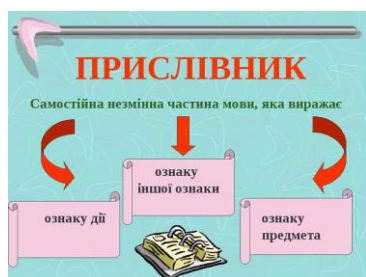 ПРИСЛІВНИК
Самостійна незмінна частина мови, яка виражає
ознаку дії
ознаку
іншої ознаки
ознаку
предмета